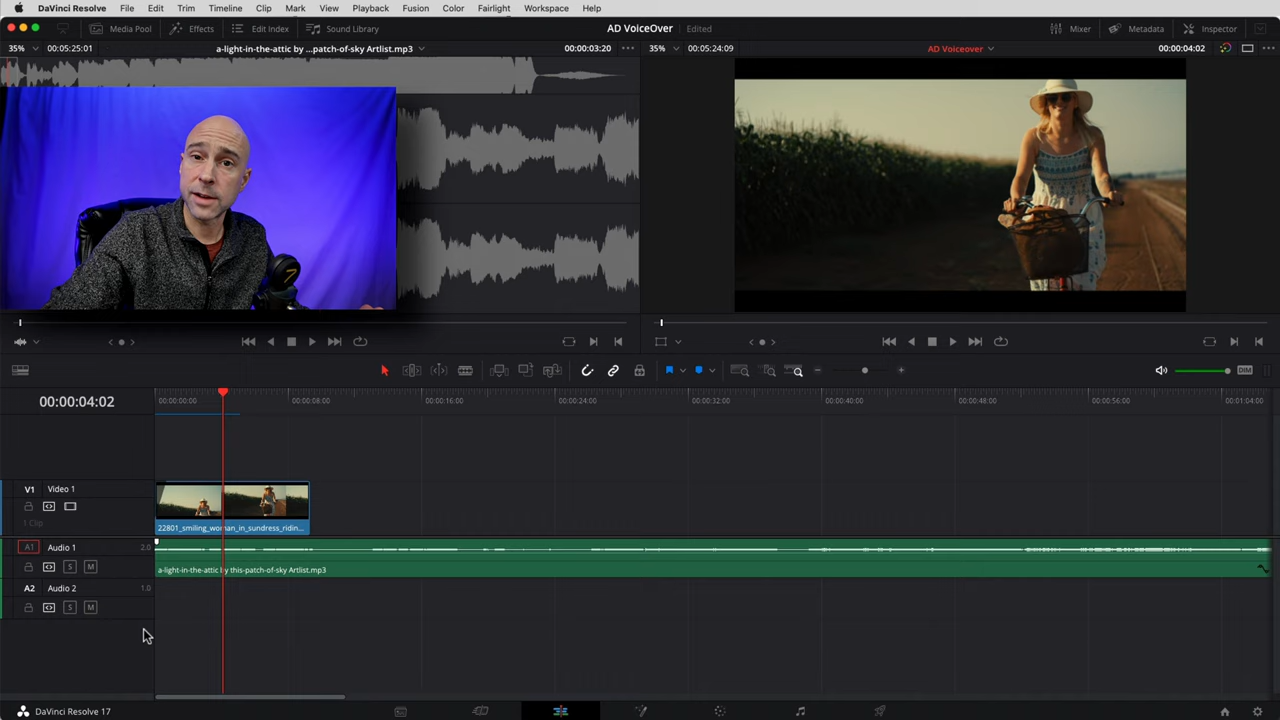 DaVinci Resolve File Edit Trim Timeline Clip Mark View Playback Fusion Color Fairlight Workspace Help
Media Pool Effects Edit Index Sound Library AD VoiceOver Edited Mixer Metadata Inspector
35% 00:05:25:01 a-light-in-the-attic by ...patch-of-sky Artlist.mp3 00:00:03:20 35% 00:05:24:09 AD Voiceover 00:00:04:02
DIM
00:00:04:02 00:00:00:00 00:00:08:00 00:00:16:00 00:00:24:00 00:00:32:00 00:00:40:00 00:00:48:00 00:00:56:00 00:01:04:00
V1 Video 1
1 Clip
22801_smiling_woman_in_sundress_ridin...
A1 Audio 1 2.0
S M a-light-in-the-attic by this-patch-of-sky Artlist.mp3
A2 Audio 2 1.0
S M
DaVinci Resolve 17